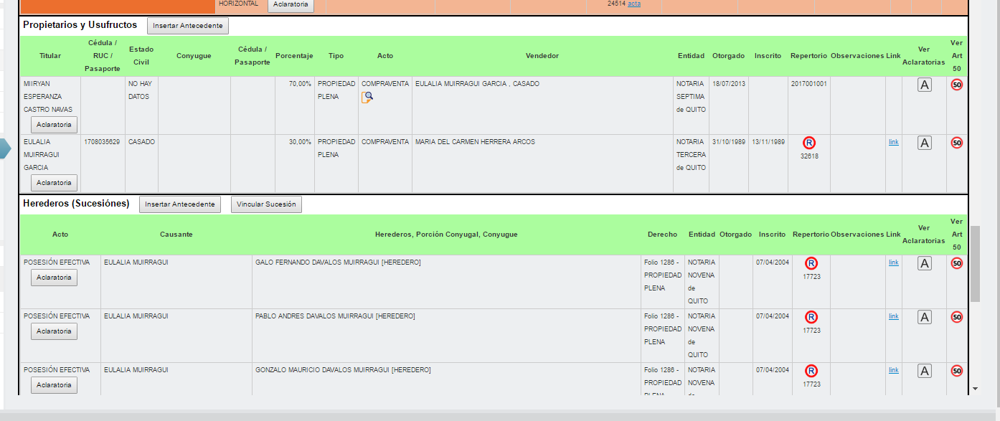 HORIZONTAL Aclaratoria 24514 acta
Propietarios y Usufructos Insertar Antecedente
Titular Cédula / RUC / Pasaporte Estado Civil Conyugue Cédula / Pasaporte Porcentaje Tipo Acto Vendedor Entidad Otorgado Inscrito Repertorio Observaciones Link Ver Aclaratorias Ver Art 50
MIIRYAN NO HAY 70,00% PROPIEDAD COMPRAVENTA EULALIA MUIRRAGUI GARCIA , CASADO NOTARIA 18/07/2013 2017001001 A 50
ESPERANZA DATOS PLENA SEPTIMA
CASTRO NAVAS de QUITO
Aclaratoria
EULALIA 1708035629 CASADO 30,00% PROPIEDAD COMPRAVENTA MARIA DEL CARMEN HERRERA ARCOS NOTARIA 31/10/1989 13/11/1989 R link A 50
MUIRRAGUI PLENA TERCERA 32618
GARCIA de QUITO
Aclaratoria
Herederos (Sucesiónes) Insertar Antecedente Vincular Sucesión
Acto Causante Herederos, Porción Conyugal, Conyugue Derecho Entidad Otorgado Inscrito Repertorio Observaciones Link Ver Aclaratorias Ver Art 50
POSESIÓN EFECTIVA EULALIA MUIRRAGUI GALO FERNANDO DAVALOS MUIRRAGUI [HEREDERO] Folio 1286 - NOTARIA 07/04/2004 R link A 50
Aclaratoria PROPIEDAD NOVENA 17723
PLENA de
QUITO
POSESIÓN EFECTIVA EULALIA MUIRRAGUI PABLO ANDRES DAVALOS MUIRRAGUI [HEREDERO] Folio 1286 - NOTARIA 07/04/2004 R link A 50
Aclaratoria PROPIEDAD NOVENA 17723
PLENA de
QUITO
POSESIÓN EFECTIVA EULALIA MUIRRAGUI GONZALO MAURICIO DAVALOS MUIRRAGUI [HEREDERO] Folio 1286 - NOTARIA 07/04/2004 R link A 50
Aclaratoria PROPIEDAD NOVENA 17723
PLENA de